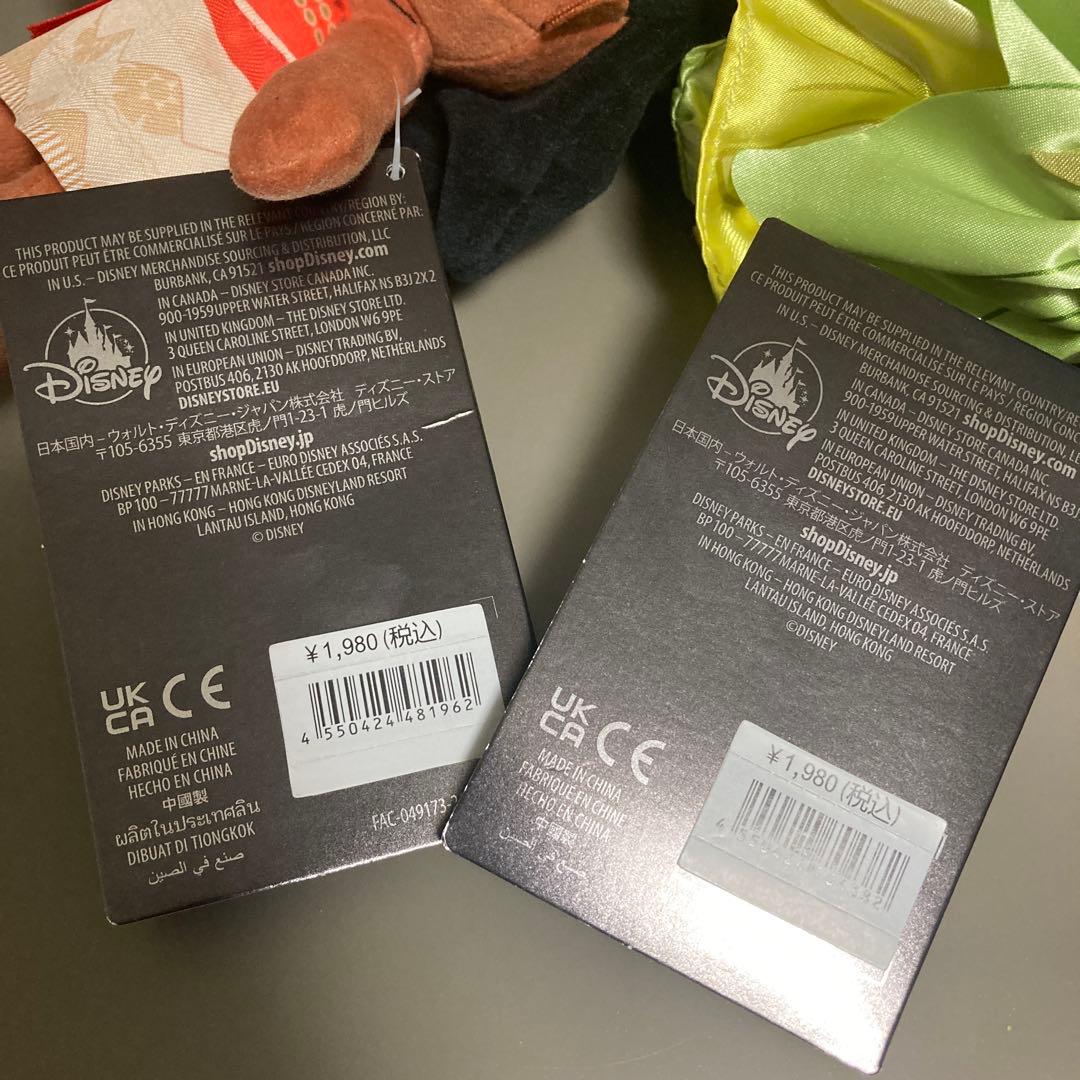 THIS PRODUCT MAY BE SUPPLIED IN THE RELEVANT COUNTRY/REGION BY:
CE PRODUIT PEUT ÊTRE COMMERCIALISÉ SUR LE PAYS / RÉGION CONCERNÉ PAR:
IN U.S. – DISNEY MERCHANDISE SOURCING & DISTRIBUTION, LLC
BURBANK, CA 91521 shopDisney.com
IN CANADA – DISNEY STORE CANADA INC.
900-1959 UPPER WATER STREET, HALIFAX NS B3J 2X2
IN UNITED KINGDOM – THE DISNEY STORE LTD.
3 QUEEN CAROLINE STREET, LONDON W6 9PE
IN EUROPEAN UNION – DISNEY TRADING BV,
POSTBUS 406, 2130 AK HOOFDDORP, NETHERLANDS
DISNEYSTORE.EU
DISNEY
日本国内 – ウォルト・ディズニー・ジャパン株式会社 ディズニー・ストア
〒105-6355 東京都港区虎ノ門1-23-1 虎ノ門ヒルズ
shopDisney.jp
DISNEY PARKS – EN FRANCE – EURO DISNEY ASSOCIÉS S.A.S.
BP 100 – 77777 MARNE-LA-VALLÉE CEDEX 04, FRANCE
IN HONG KONG – HONG KONG DISNEYLAND RESORT
LANTAU ISLAND, HONG KONG
© DISNEY
¥1,980 (税込)
4 550424 481962
UK
CA CE
MADE IN CHINA
FABRIQUÉ EN CHINE
HECHO EN CHINA
中國製
ผลิตในประเทศจีน
DIBUAT DI TIONGKOK
صنع في الصين
FAC-049173-2
THIS PRODUCT MAY BE SUPPLIED IN THE RELEVANT COUNTRY/RE
CE PRODUIT PEUT ÊTRE COMMERCIALISÉ SUR LE PAYS / RÉGION CONC
IN U.S. – DISNEY MERCHANDISE SOURCING & DISTRIBUTION, L
BURBANK, CA 91521 shopDisney.com
IN CANADA – DISNEY STORE CANADA INC.
900-1959 UPPER WATER STREET, HALIFAX NS B3J
IN UNITED KINGDOM – THE DISNEY STORE LTD.
3 QUEEN CAROLINE STREET, LONDON W6 9PE
IN EUROPEAN UNION – DISNEY TRADING BV,
POSTBUS 406, 2130 AK HOOFDDORP, NETHERLANDS
DISNEYSTORE.EU
DISNEY
日本国内 – ウォルト・ディズニー・ジャパン株式会社 ディズニー・ストア
〒105-6355 東京都港区虎ノ門1-23-1 虎ノ門ヒルズ
shopDisney.jp
DISNEY PARKS – EN FRANCE – EURO DISNEY ASSOCIÉS S.A.S.
BP 100 – 77777 MARNE-LA-VALLÉE CEDEX 04, FRANCE
IN HONG KONG – HONG KONG DISNEYLAND RESORT
LANTAU ISLAND, HONG KONG
©DISNEY
UK
CA CE
MADE IN CHINA
FABRIQUÉ EN CHINE
HECHO EN CHINA
中國製
صنع في الصين
¥1,980 (税込)